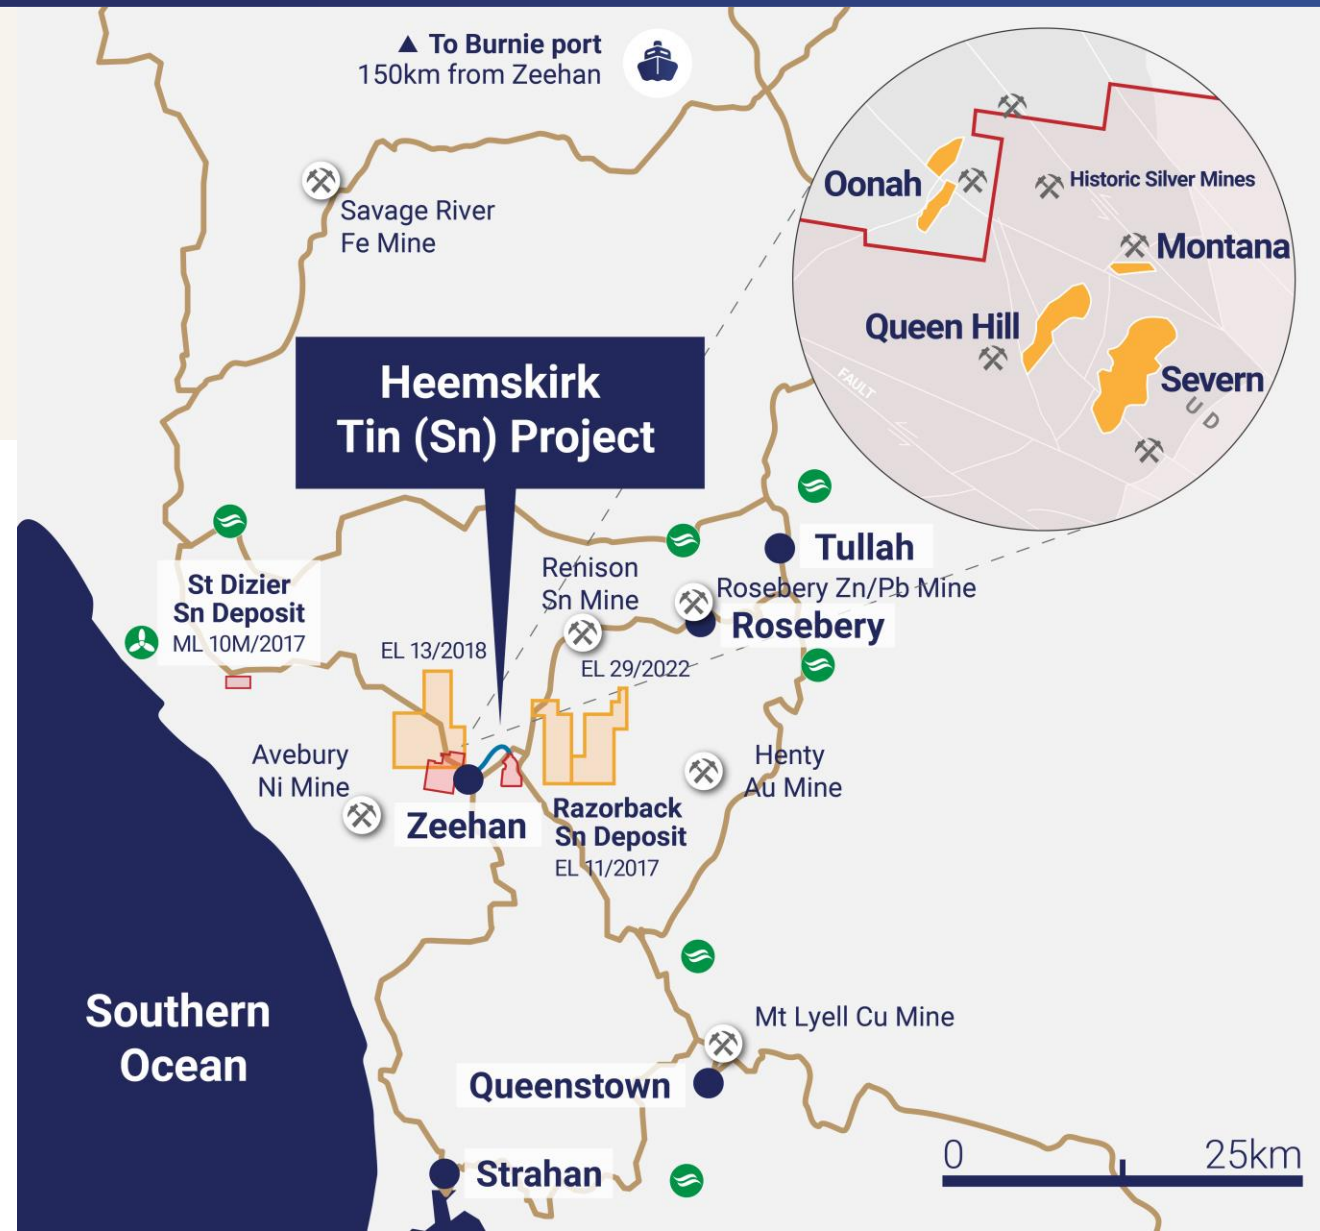 ▲ To Burnie port
150km from Zeehan
Savage River
Fe Mine
Oonah
Historic Silver Mines
Montana
Queen Hill
Severn
FAULT
U D
Heemskirk
Tin (Sn) Project
Tullah
Renison
Sn Mine
Rosebery Zn/Pb Mine
Rosebery
St Dizier
Sn Deposit
ML 10M/2017
EL 13/2018
EL 29/2022
Avebury
Ni Mine
Henty
Au Mine
Zeehan
Razorback
Sn Deposit
EL 11/2017
Southern
Ocean
Mt Lyell Cu Mine
Queenstown
Strahan
0
25km